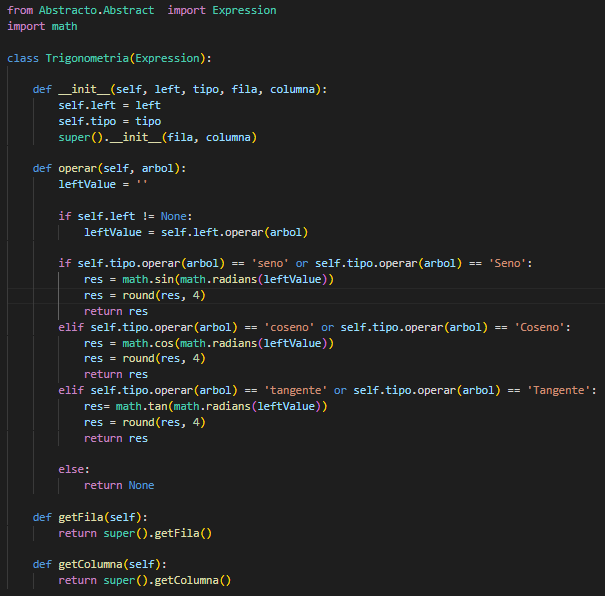 from Abstracto.Abstract  import Expression
import math

class Trigonometria(Expression):

    def __init__(self, left, tipo, fila, columna):
        self.left = left
        self.tipo = tipo
        super().__init__(fila, columna)

    def operar(self, arbol):
        leftValue = ''

        if self.left != None:
            leftValue = self.left.operar(arbol)

        if self.tipo.operar(arbol) == 'seno' or self.tipo.operar(arbol) == 'Seno':
            res = math.sin(math.radians(leftValue))
            res = round(res, 4)
            return res
        elif self.tipo.operar(arbol) == 'coseno' or self.tipo.operar(arbol) == 'Coseno':
            res = math.cos(math.radians(leftValue))
            res = round(res, 4)
            return res
        elif self.tipo.operar(arbol) == 'tangente' or self.tipo.operar(arbol) == 'Tangente':
            res= math.tan(math.radians(leftValue))
            res = round(res, 4)
            return res

        else:
            return None

    def getFila(self):
        return super().getFila()

    def getColumna(self):
        return super().getColumna()